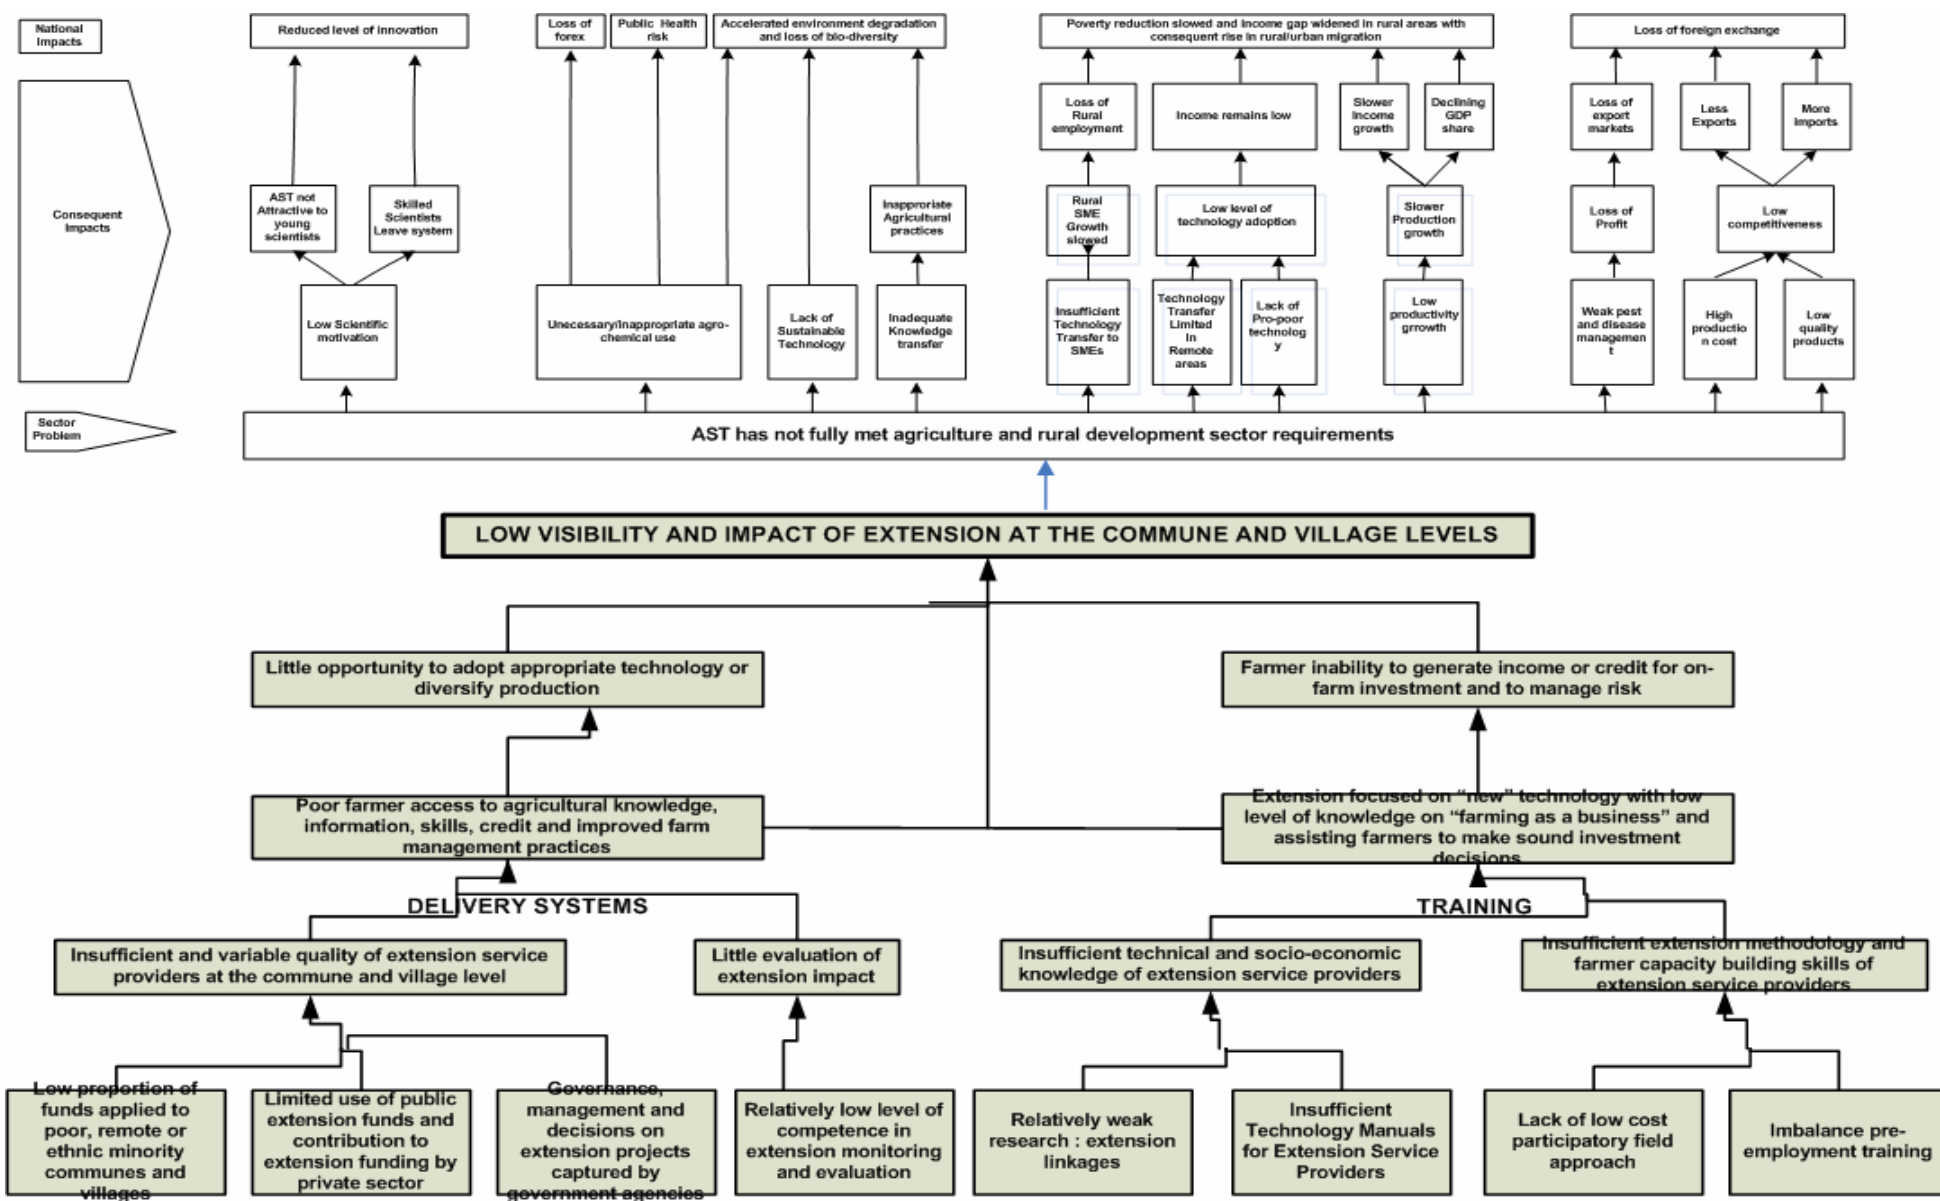 National
Impacts
Reduced level of innovation
Loss of
forex
Public Health
risk
Accelerated environment degradation
and loss of bio-diversity
Poverty reduction slowed and income gap widened in rural areas with
consequent rise in rural/urban migration
Loss of foreign exchange
Consequent
Impacts
Loss of
Rural
employment
Income remains low
Slower
Income
growth
Declining
GDP
share
Loss of
export
markets
Less
Exports
More
Imports
AST not
Attractive to
young
scientists
Skilled
Scientists
Leave system
Inapproriate
Agricultural
practices
Rural
SME
Growth
slowed
Low level of
technology adoption
Slower
Production
growth
Loss of
Profit
Low
competitiveness
Low Scientific
motivation
Unecessary/inappropriate agro-
chemical use
Lack of
Sustainable
Technology
Inadequate
Knowledge
transfer
Insufficient
Technology
Transfer to
SMEs
Technology
Transfer
Limited
In
Remote
areas
Lack of
Pro-poor
technolog
y
Low
productivity
growth
Weak pest
and disease
managemen
t
High
productio
n cost
Low
quality
products
Sector
Problem
AST has not fully met agriculture and rural development sector requirements
LOW VISIBILITY AND IMPACT OF EXTENSION AT THE COMMUNE AND VILLAGE LEVELS
Little opportunity to adopt appropriate technology or
diversify production
Farmer inability to generate income or credit for on-
farm investment and to manage risk
Poor farmer access to agricultural knowledge,
information, skills, credit and improved farm
management practices
Extension focused on “new” technology with low
level of knowledge on “farming as a business” and
assisting farmers to make sound investment
decisions
DELIVERY SYSTEMS
TRAINING
Insufficient and variable quality of extension service
providers at the commune and village level
Little evaluation of
extension impact
Insufficient technical and socio-economic
knowledge of extension service providers
Insufficient extension methodology and
farmer capacity building skills of
extension service providers
Low proportion of
funds applied to
poor, remote or
ethnic minority
communes and
villages
Limited use of public
extension funds and
contribution to
extension funding by
private sector
Governance,
management and
decisions on
extension projects
captured by
government agencies
Relatively low level of
competence in
extension monitoring
and evaluation
Relatively weak
research : extension
linkages
Insufficient
Technology Manuals
for Extension Service
Providers
Lack of low cost
participatory field
approach
Imbalance pre-
employment training